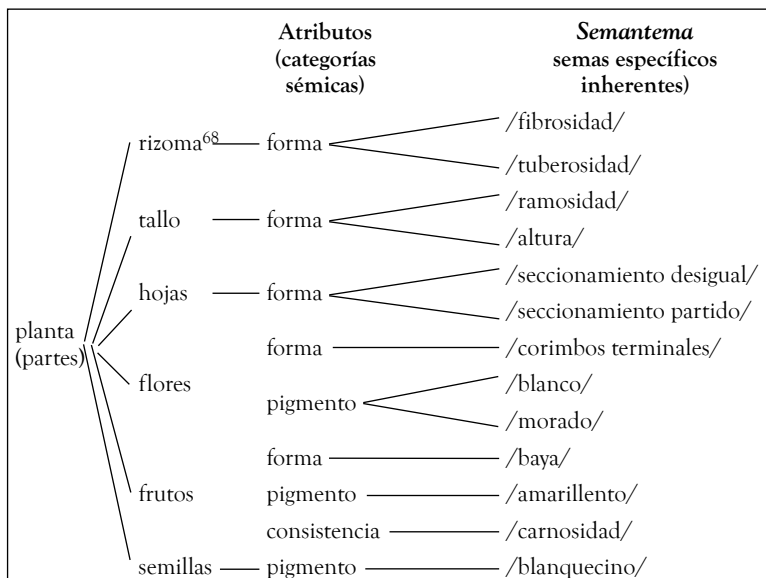 Atributos Semantema
(categorías semas específicos
sémicas) inherentes)
/fibrosidad/
rizoma68 forma
/tuberosidad/
/ramosidad/
tallo forma
/altura/
/seccionamiento desigual/
hojas forma
/seccionamiento partido/
planta
(partes)
forma /corimbos terminales/
flores
/blanco/
pigmento
/morado/
forma /baya/
frutos pigmento /amarillento/
consistencia /carnosidad/
semillas pigmento /blanquecino/